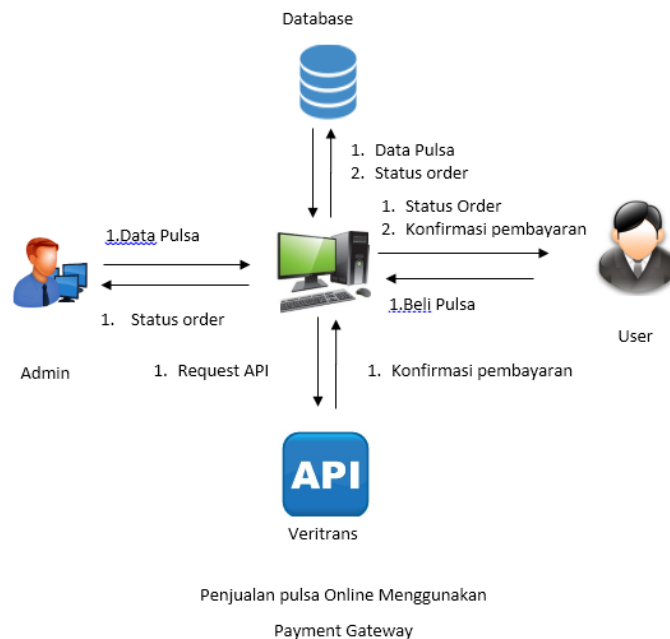 Database
1. Data Pulsa
2. Status order
1. Status Order
2. Konfirmasi pembayaran
1.Data Pulsa
1.Beli Pulsa
1. Status order
User
Admin
1. Request API
1. Konfirmasi pembayaran
API
Veritrans
Penjualan pulsa Online Menggunakan
Payment Gateway